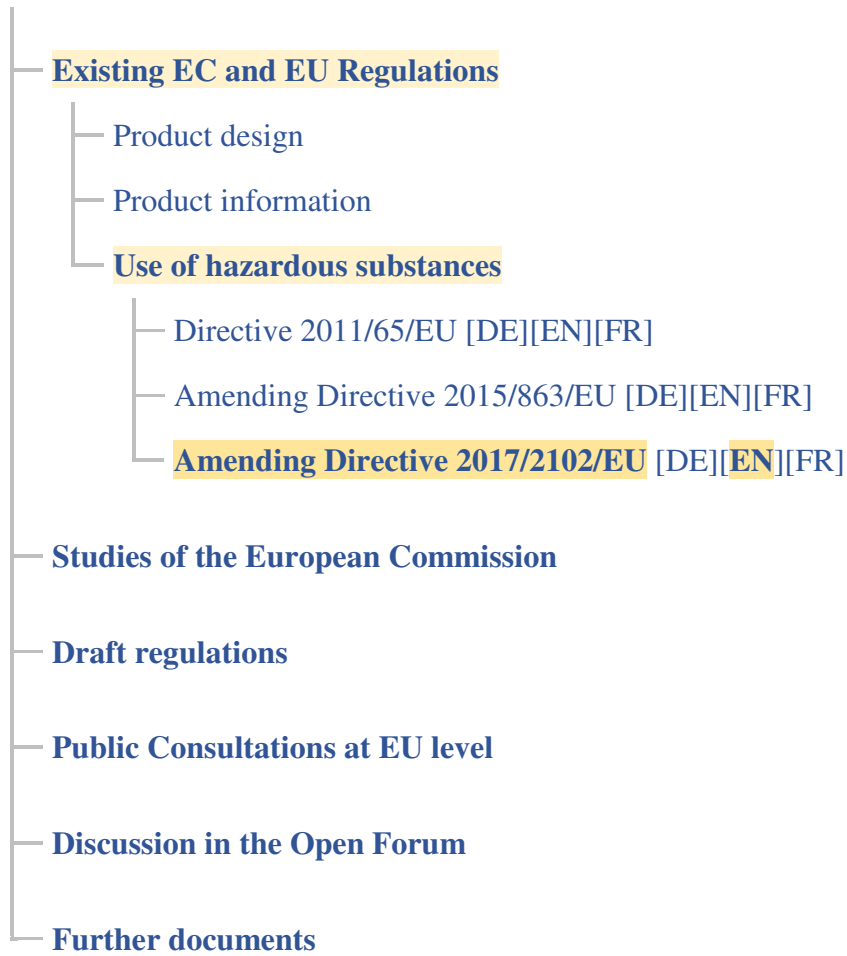 Existing EC and EU Regulations
Product design
Product information
Use of hazardous substances
Directive 2011/65/EU [DE][EN][FR]
Amending Directive 2015/863/EU [DE][EN][FR]
Amending Directive 2017/2102/EU [DE][EN][FR]
Studies of the European Commission
Draft regulations
Public Consultations at EU level
Discussion in the Open Forum
Further documents